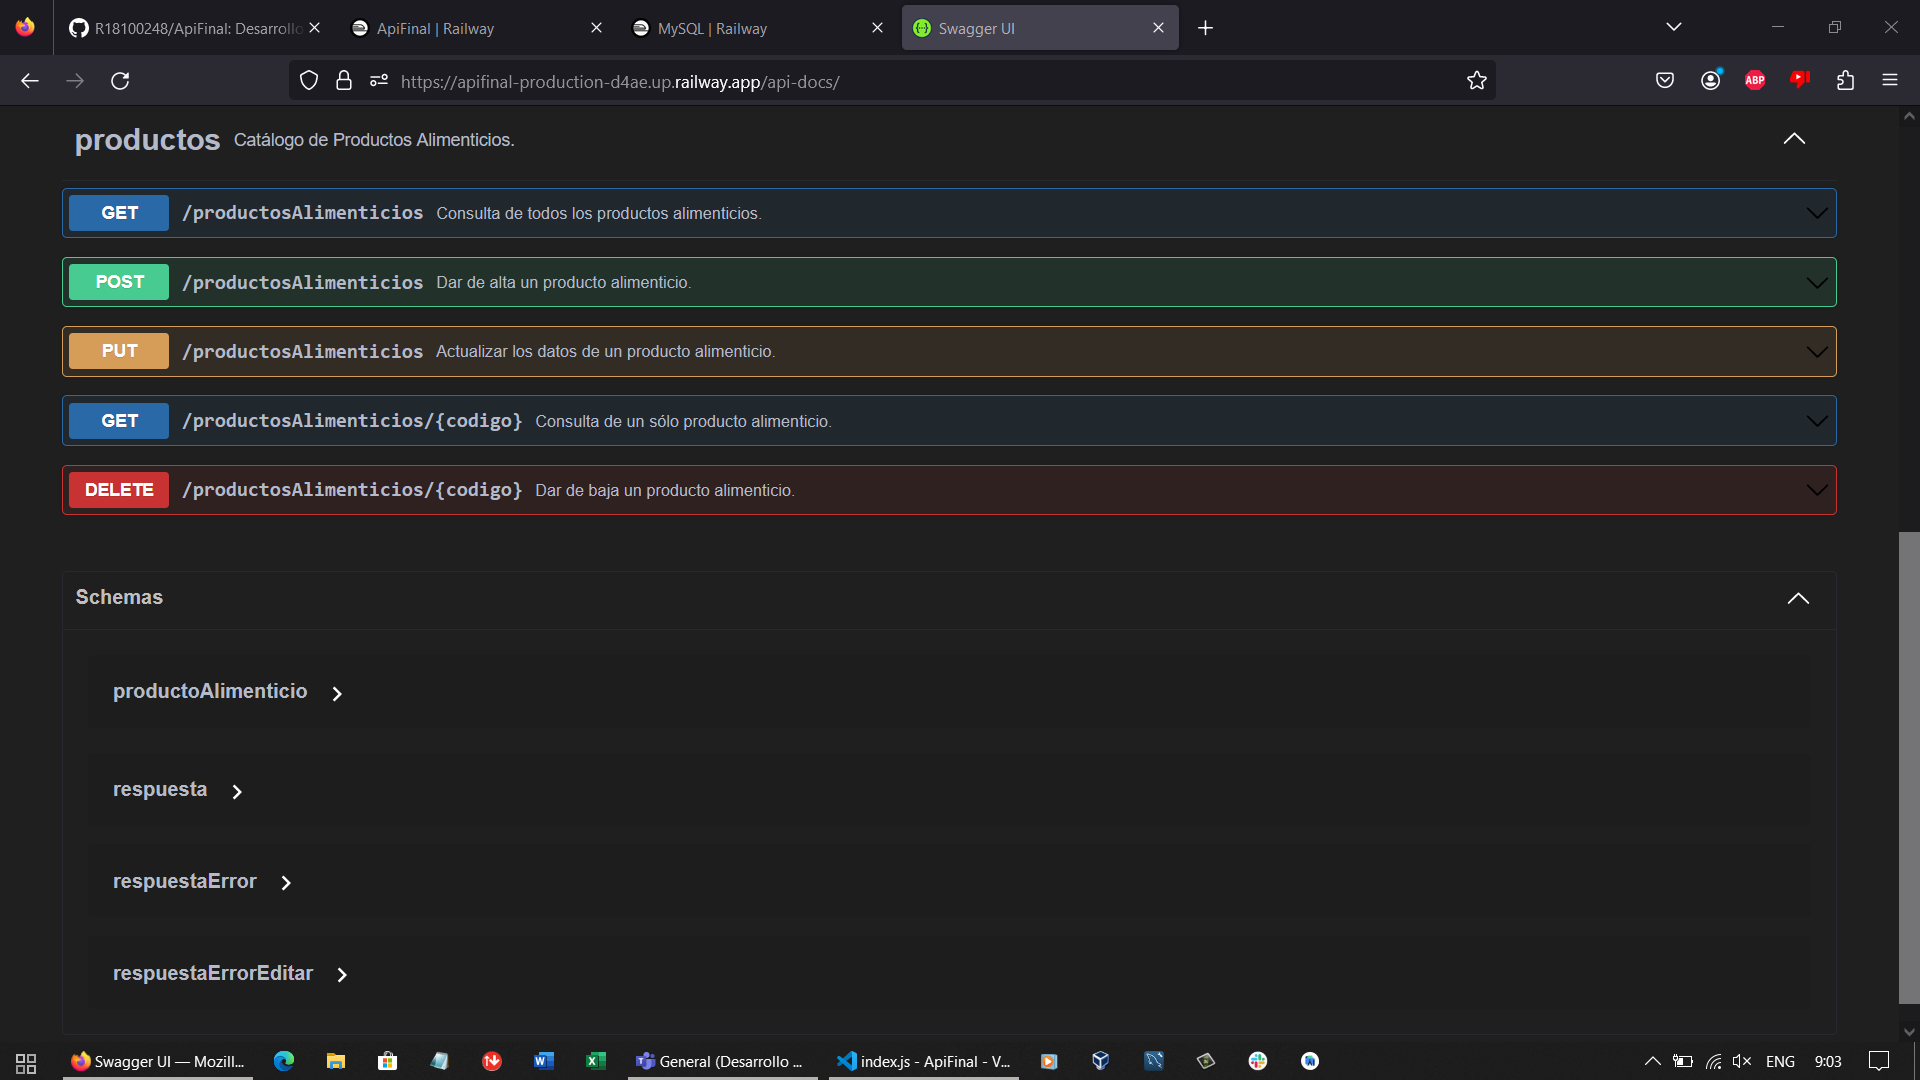 R18100248/ApiFinal: Desarrollo
ApiFinal | Railway
MySQL | Railway
Swagger UI
https://apifinal-production-d4ae.up.railway.app/api-docs/
ABP
productos Catálogo de Productos Alimenticios.
GET /productosAlimenticios Consulta de todos los productos alimenticios.
POST /productosAlimenticios Dar de alta un producto alimenticio.
PUT /productosAlimenticios Actualizar los datos de un producto alimenticio.
GET /productosAlimenticios/{codigo} Consulta de un sólo producto alimenticio.
DELETE /productosAlimenticios/{codigo} Dar de baja un producto alimenticio.
Schemas
productoAlimenticio
respuesta
respuestaError
respuestaErrorEditar
Swagger UI — Mozill...
General (Desarrollo ...
index.js - ApiFinal - V...
ENG
9:03